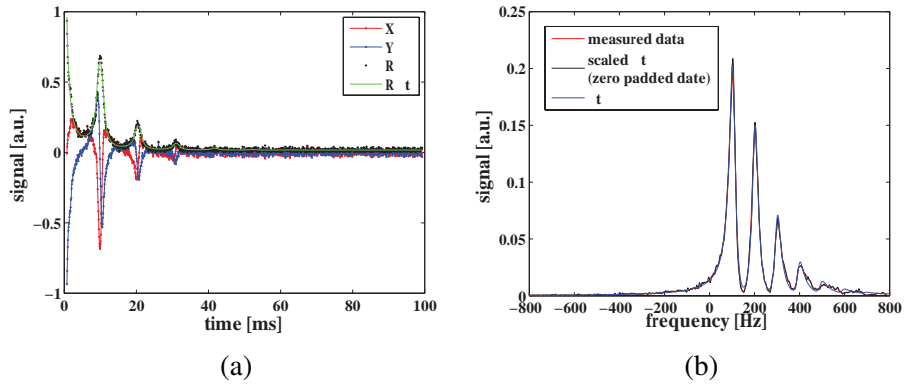 1
0.5
0
−0.5
−1
0 20 40 60 80 100
signal [a.u.]
time [ms]
X
Y
R
R t
(a)
0.25
0.2
0.15
0.1
0.05
0
−800 −600 −400 −200 0 200 400 600 800
signal [a.u.]
frequency [Hz]
measured data
scaled t
(zero padded date)
t
(b)